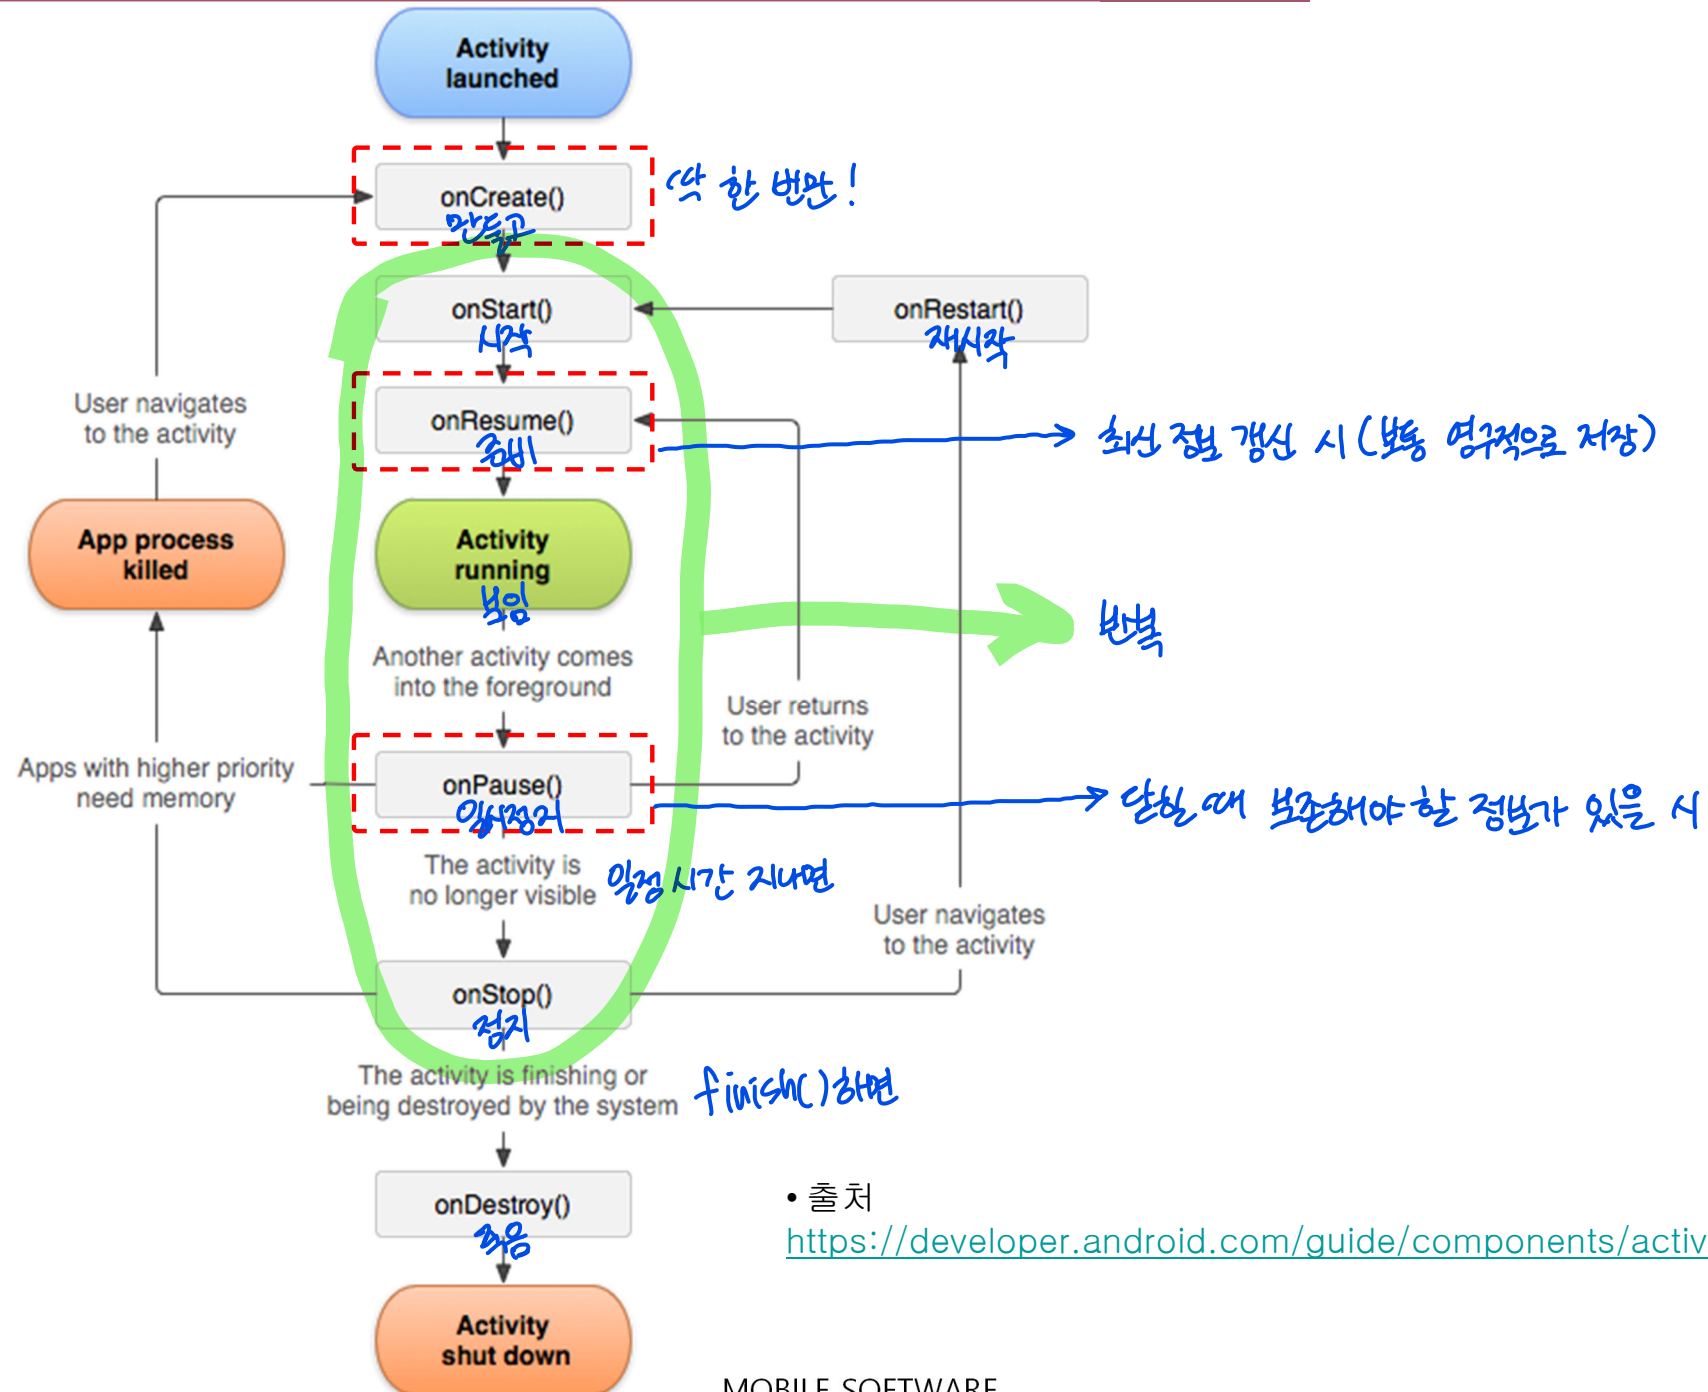 Activity
launched
onCreate()
만들고
딱 한 번만!
onStart()
시작
onRestart()
재시작
User navigates
to the activity
onResume()
준비
최신 정보 갱신 시 (보통 영구적으로 저장)
App process
killed
Activity
running
보임
반복
Another activity comes
into the foreground
User returns
to the activity
Apps with higher priority
need memory
onPause()
일시정지
닫힐 때 보존해야 할 정보가 있을 시
The activity is
no longer visible
일정 시간 지나면
User navigates
to the activity
onStop()
정지
The activity is finishing or
being destroyed by the system
finish()하면
onDestroy()
죽음
• 출처
https://developer.android.com/guide/components/activ
Activity
shut down
MOBILE SOFTWARE